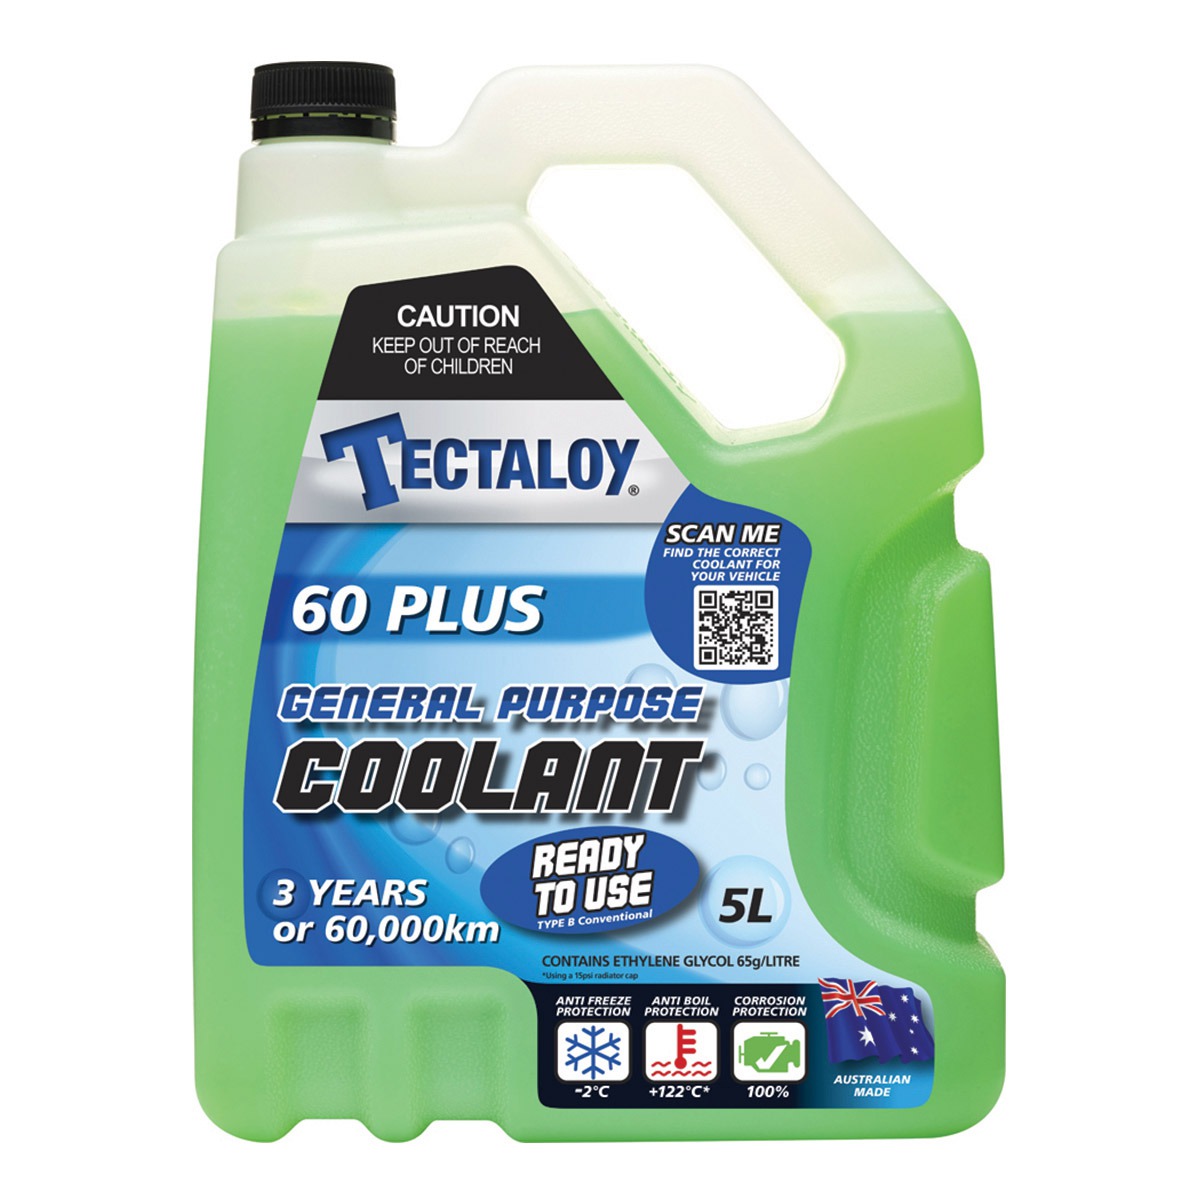 CAUTION
KEEP OUT OF REACH
OF CHILDREN
TECTALOY®
SCAN ME
FIND THE CORRECT
COOLANT FOR
YOUR VEHICLE
60 PLUS
GENERAL PURPOSE
COOLANT
READY
TO USE
TYPE B Conventional
3 YEARS
or 60,000km
5L
CONTAINS ETHYLENE GLYCOL 65g/LITRE
*Using a 15psi radiator cap
ANTI FREEZE
PROTECTION
-2°C
ANTI BOIL
PROTECTION
+122°C*
CORROSION
PROTECTION
100%
AUSTRALIAN
MADE